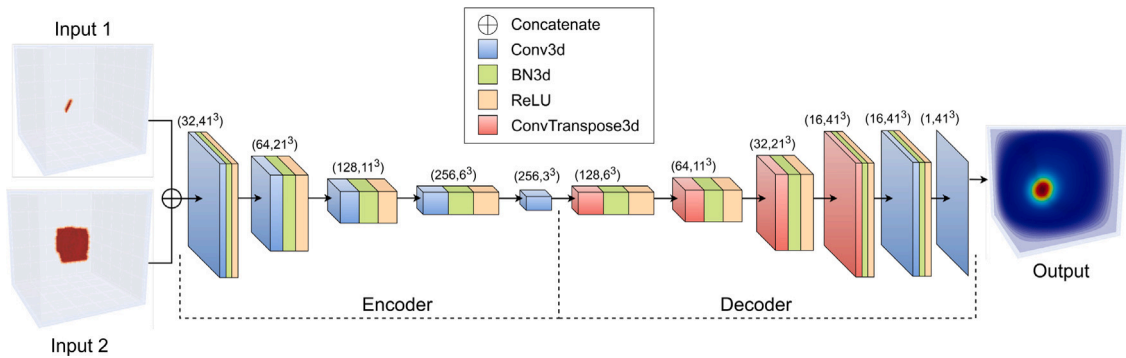 Input 1
Concatenate
Conv3d
BN3d
ReLU
ConvTranspose3d
(32,41³)
(64,21³)
(128,11³)
(256,6³)
(256,3³)
(128,6³)
(64,11³)
(32,21³)
(16,41³)
(16,41³)
(1,41³)
Encoder
Decoder
Output
Input 2